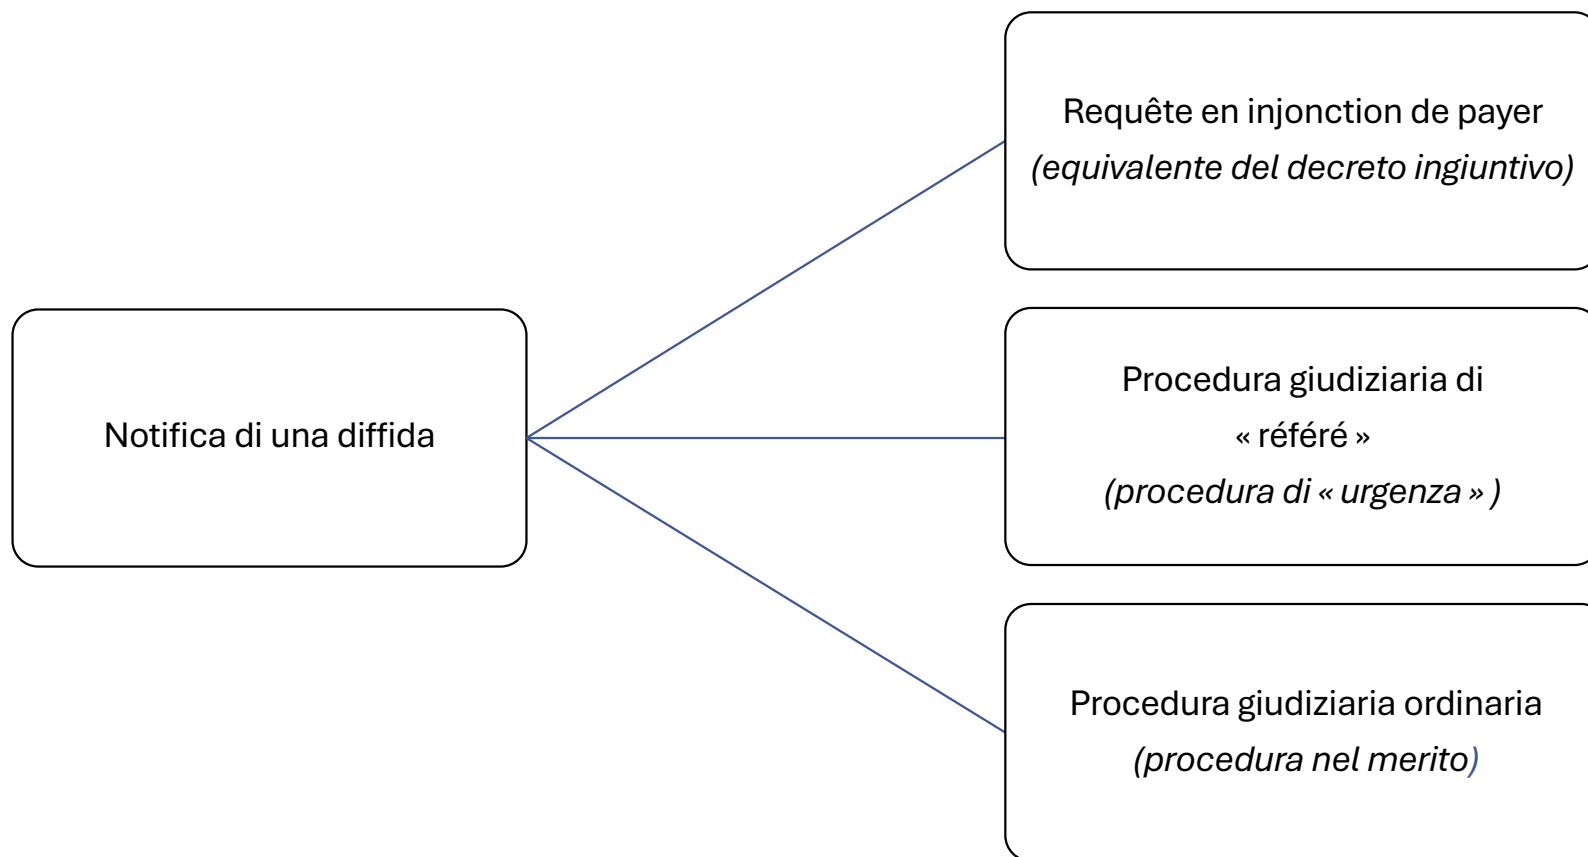 Notifica di una diffida
Requête en injonction de payer
(equivalente del decreto ingiuntivo)
Procedura giudiziaria di
« référé »
(procedura di « urgenza » )
Procedura giudiziaria ordinaria
(procedura nel merito)